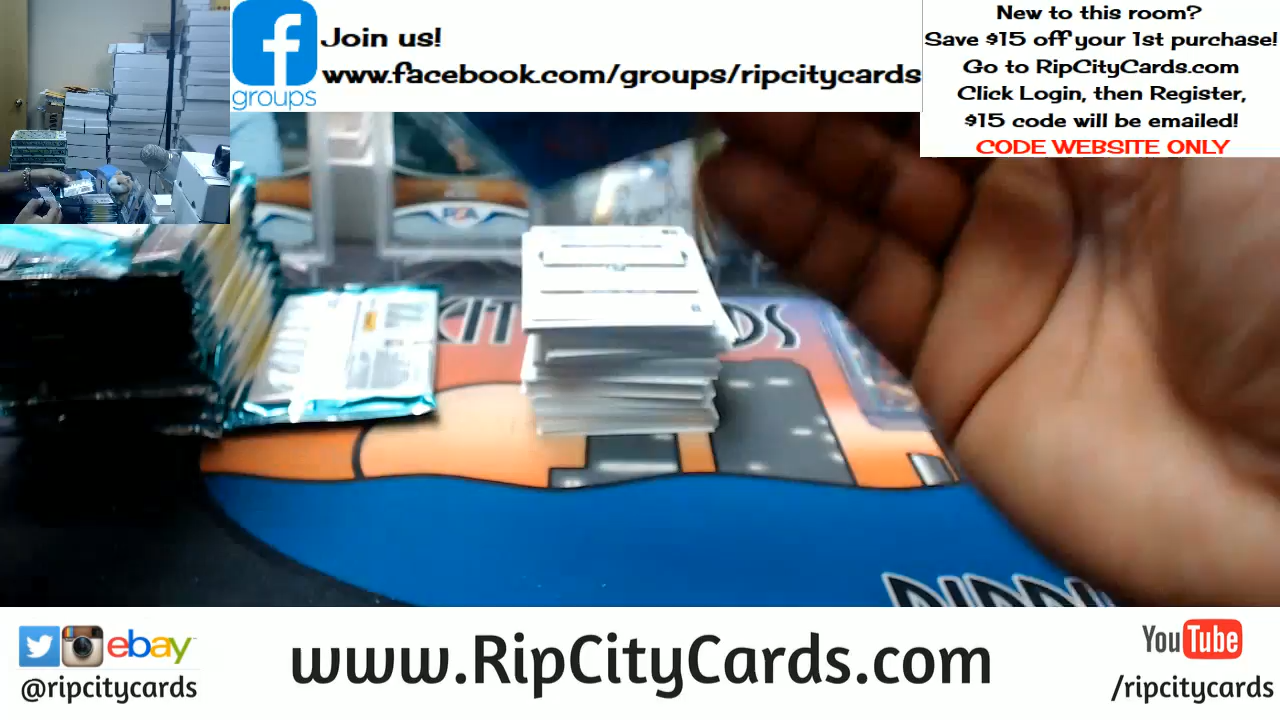 Join us!
www.facebook.com/groups/ripcitycards
groups
New to this room?
Save $15 off your 1st purchase!
Go to RipCityCards.com
Click Login, then Register,
$15 code will be emailed!
CODE WEBSITE ONLY
PSA
ebay
@ripcitycards
www.RipCityCards.com
YouTube
/ripcitycards